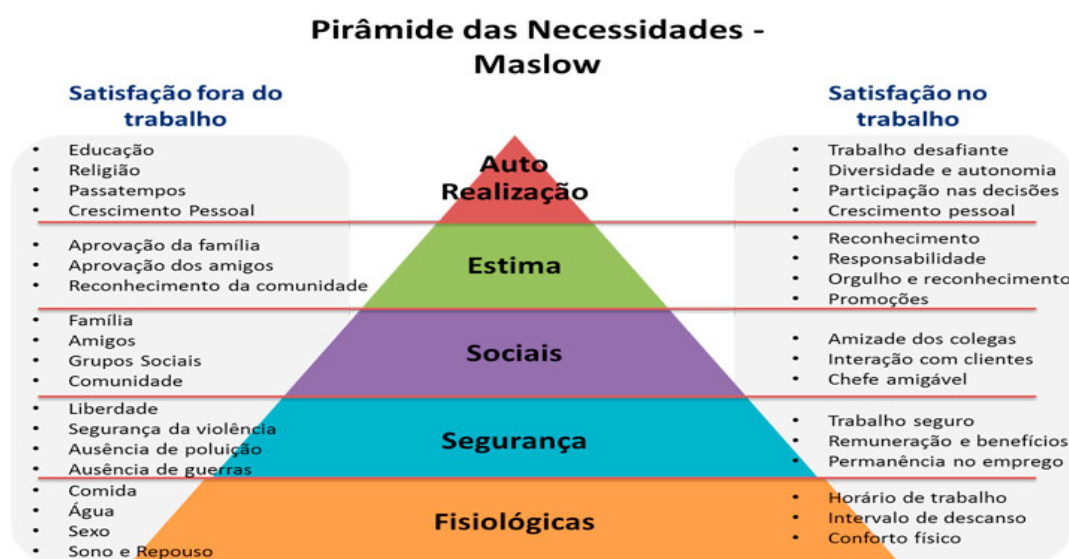 Pirâmide das Necessidades -
Maslow
Satisfação fora do
trabalho
• Educação
• Religião
• Passatempos
• Crescimento Pessoal
• Aprovação da família
• Aprovação dos amigos
• Reconhecimento da comunidade
• Família
• Amigos
• Grupos Sociais
• Comunidade
• Liberdade
• Segurança da violência
• Ausência de poluição
• Ausência de guerras
• Comida
• Água
• Sexo
• Sono e Repouso
Auto
Realização
Estima
Sociais
Segurança
Fisiológicas
Satisfação no
trabalho
• Trabalho desafiante
• Diversidade e autonomia
• Participação nas decisões
• Crescimento pessoal
• Reconhecimento
• Responsabilidade
• Orgulho e reconhecimento
• Promoções
• Amizade dos colegas
• Interação com clientes
• Chefe amigável
• Trabalho seguro
• Remuneração e benefícios
• Permanência no emprego
• Horário de trabalho
• Intervalo de descanso
• Conforto físico